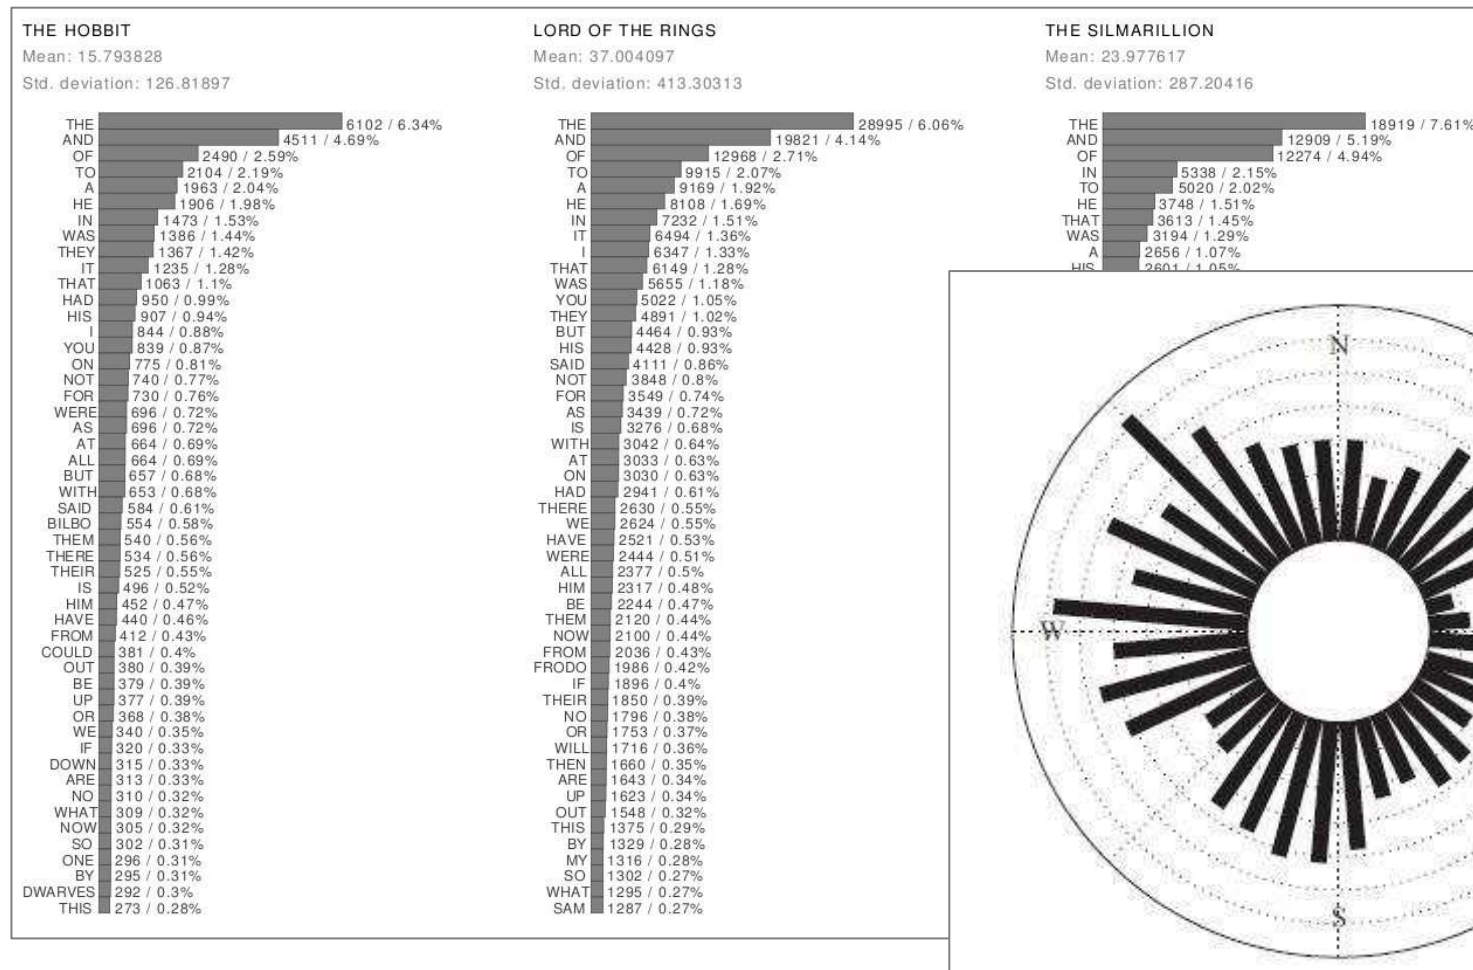 THE HOBBIT
Mean: 15.793828
Std. deviation: 126.81897
THE 6102 / 6.34%
AND 4511 / 4.69%
OF 2490 / 2.59%
TO 2104 / 2.19%
A 1963 / 2.04%
HE 1906 / 1.98%
IN 1473 / 1.53%
WAS 1386 / 1.44%
THEY 1367 / 1.42%
IT 1235 / 1.28%
THAT 1063 / 1.1%
HAD 950 / 0.99%
HIS 907 / 0.94%
I 844 / 0.88%
YOU 839 / 0.87%
ON 775 / 0.81%
NOT 740 / 0.77%
FOR 730 / 0.76%
WERE 696 / 0.72%
AS 696 / 0.72%
AT 664 / 0.69%
ALL 664 / 0.69%
BUT 657 / 0.68%
WITH 653 / 0.68%
SAID 584 / 0.61%
BILBO 554 / 0.58%
THEM 540 / 0.56%
THERE 534 / 0.56%
THEIR 525 / 0.55%
IS 496 / 0.52%
HIM 452 / 0.47%
HAVE 440 / 0.46%
FROM 412 / 0.43%
COULD 381 / 0.4%
OUT 380 / 0.39%
BE 379 / 0.39%
UP 377 / 0.39%
OR 368 / 0.38%
WE 340 / 0.35%
IF 320 / 0.33%
DOWN 315 / 0.33%
ARE 313 / 0.33%
NO 310 / 0.32%
WHAT 309 / 0.32%
NOW 305 / 0.32%
SO 302 / 0.31%
ONE 296 / 0.31%
BY 295 / 0.31%
DWARVES 292 / 0.3%
THIS 273 / 0.28%
LORD OF THE RINGS
Mean: 37.004097
Std. deviation: 413.30313
THE 28995 / 6.06%
AND 19821 / 4.14%
OF 12968 / 2.71%
TO 9915 / 2.07%
A 9169 / 1.92%
HE 8108 / 1.69%
IN 7232 / 1.51%
IT 6494 / 1.36%
I 6347 / 1.33%
THAT 6149 / 1.28%
WAS 5655 / 1.18%
YOU 5022 / 1.05%
THEY 4891 / 1.02%
BUT 4464 / 0.93%
HIS 4428 / 0.93%
SAID 4111 / 0.86%
NOT 3848 / 0.8%
FOR 3549 / 0.74%
AS 3439 / 0.72%
IS 3276 / 0.68%
WITH 3042 / 0.64%
AT 3033 / 0.63%
ON 3030 / 0.63%
HAD 2941 / 0.61%
THERE 2630 / 0.55%
WE 2624 / 0.55%
HAVE 2521 / 0.53%
WERE 2444 / 0.51%
ALL 2377 / 0.5%
HIM 2317 / 0.48%
BE 2244 / 0.47%
THEM 2120 / 0.44%
NOW 2100 / 0.44%
FROM 2036 / 0.43%
FRODO 1986 / 0.42%
IF 1896 / 0.4%
THEIR 1850 / 0.39%
NO 1796 / 0.38%
OR 1753 / 0.37%
WILL 1716 / 0.36%
THEN 1660 / 0.35%
ARE 1643 / 0.34%
UP 1623 / 0.34%
OUT 1548 / 0.32%
THIS 1375 / 0.29%
BY 1329 / 0.28%
MY 1316 / 0.28%
SO 1302 / 0.27%
WHAT 1295 / 0.27%
SAM 1287 / 0.27%
THE SILMARILLION
Mean: 23.977617
Std. deviation: 287.20416
THE 18919 / 7.61%
AND 12909 / 5.19%
OF 12274 / 4.94%
IN 5338 / 2.15%
TO 5020 / 2.02%
HE 3748 / 1.51%
THAT 3613 / 1.45%
WAS 3194 / 1.29%
A 2656 / 1.07%
HIS 2601 / 1.05%
N
W
S